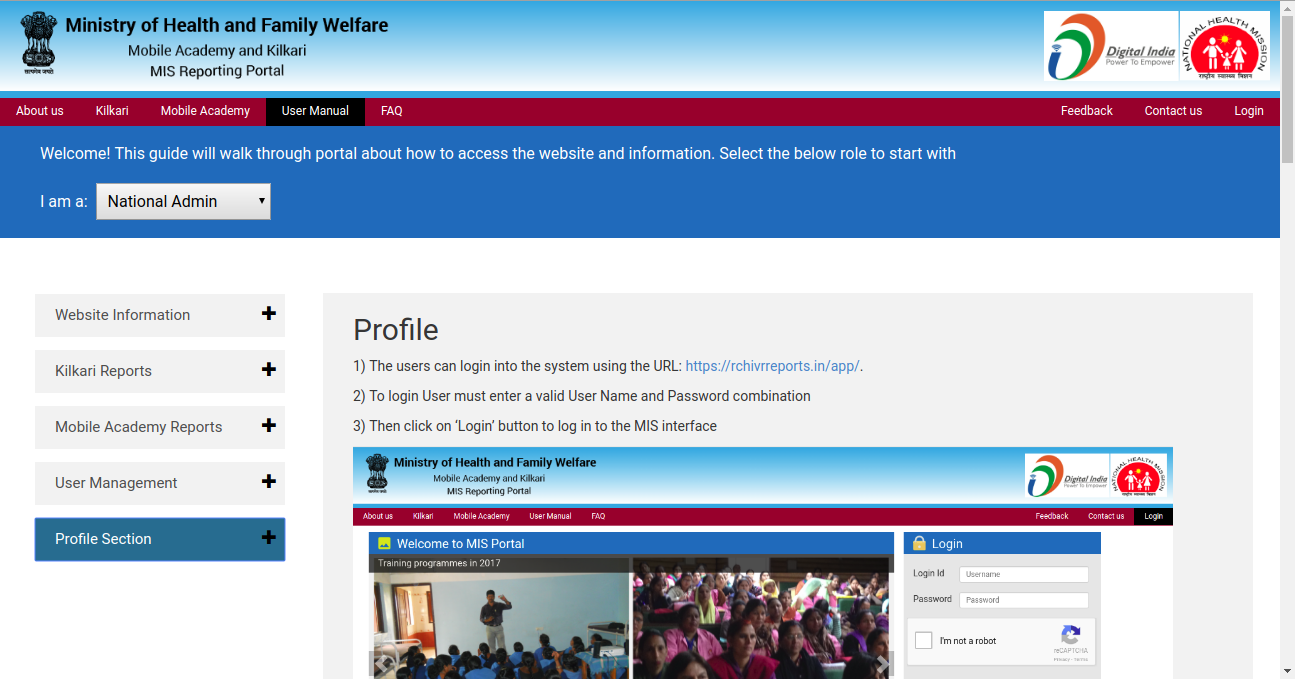 Ministry of Health and Family Welfare
Mobile Academy and Kilkari
MIS Reporting Portal
सत्यमेव जयते
Digital India
Power To Empower
NATIONAL HEALTH MISSION
राष्ट्रीय स्वास्थ्य मिशन
About us Kilkari Mobile Academy User Manual FAQ Feedback Contact us Login
Welcome! This guide will walk through portal about how to access the website and information. Select the below role to start with
I am a: National Admin
Website Information
Kilkari Reports
Mobile Academy Reports
User Management
Profile Section
Profile
1) The users can login into the system using the URL: https://rchivrreports.in/app/.
2) To login User must enter a valid User Name and Password combination
3) Then click on ‘Login’ button to log in to the MIS interface
Ministry of Health and Family Welfare
Mobile Academy and Kilkari
MIS Reporting Portal
Digital India
Power To Empower
NATIONAL HEALTH MISSION
About us Kilkari Mobile Academy User Manual FAQ Feedback Contact us Login
Welcome to MIS Portal
Training programmes in 2017
Login
Login Id Username
Password Password
I'm not a robot
reCAPTCHA
Privacy - Terms